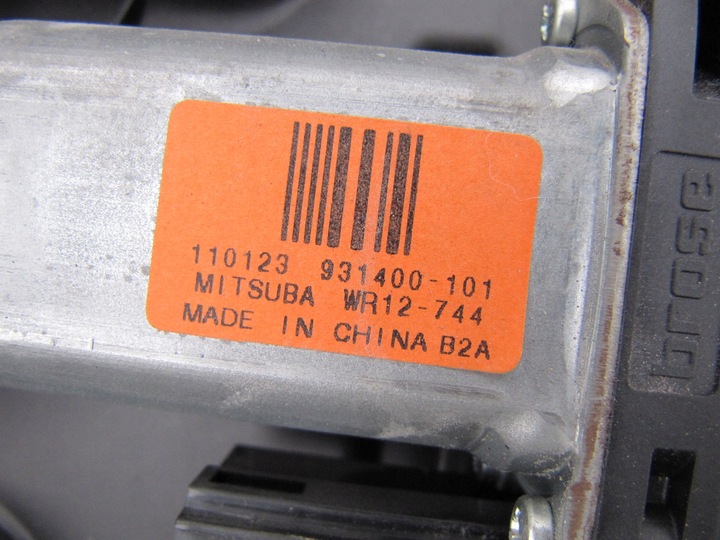 110123 931400-101
MITSUBA WR12-744
MADE IN CHINA B2A
brose